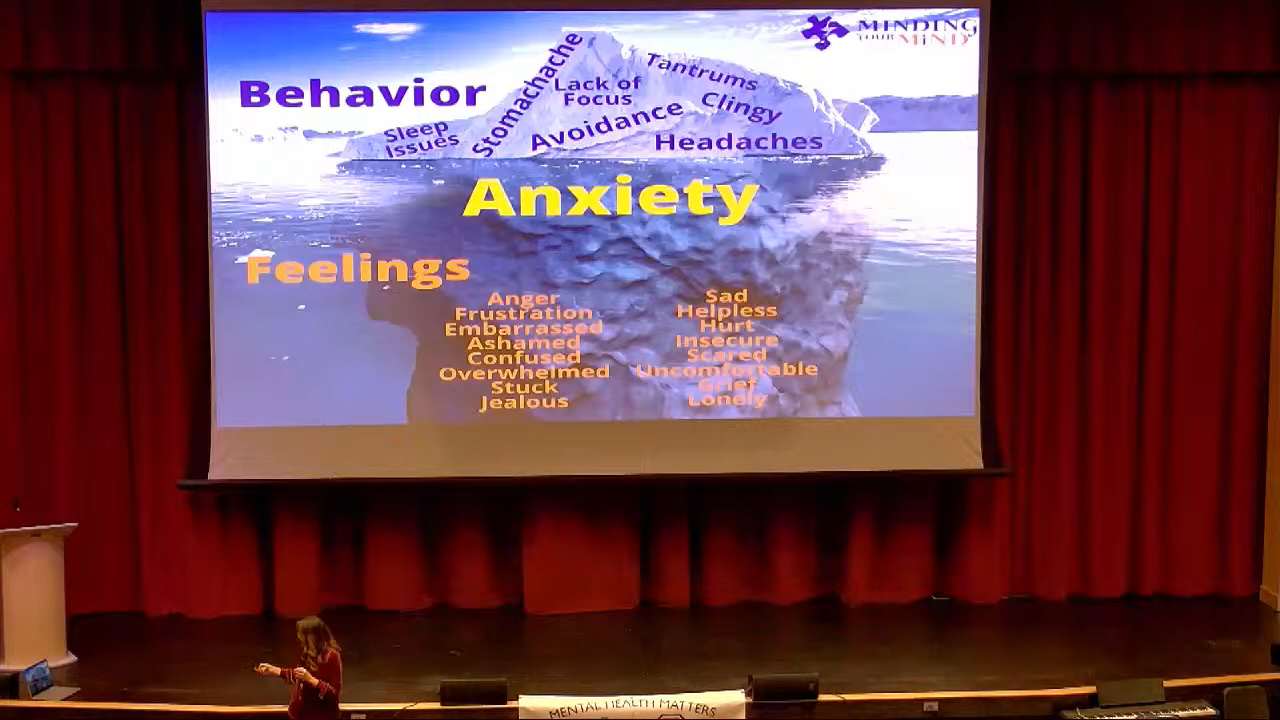 MINDING
YOUR MIND
Behavior
Stomachache
Lack of
Focus
Tantrums
Clingy
Sleep
Issues
Avoidance
Headaches
Anxiety
Feelings
Anger
Frustration
Embarrassed
Ashamed
Confused
Overwhelmed
Stuck
Jealous
Sad
Helpless
Hurt
Insecure
Scared
Uncomfortable
Grief
Lonely
MENTAL HEALTH MATTERS